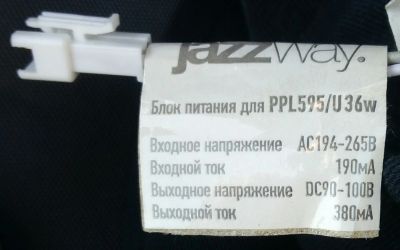 jazzway.
Блок питания для PPL595/U 36w
Входное напряжение AC194-265В
Входной ток 190мА
Выходное напряжение DC90-100В
Выходной ток 380мА